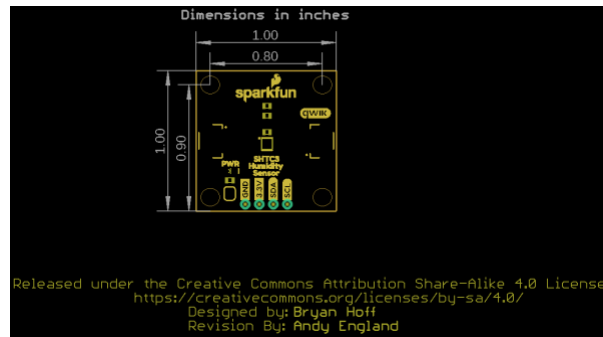 Dimensions in inches
1.00
0.80
sparkfun
qwiic
1.00
0.90
PWR
SHTC3
Humidity
Sensor
GND
3.3V
SDA
SCL
Released under the Creative Commons Attribution Share-Alike 4.0 License
https://creativecommons.org/licenses/by-sa/4.0/
Designed by: Bryan Hoff
Revision By: Andy England